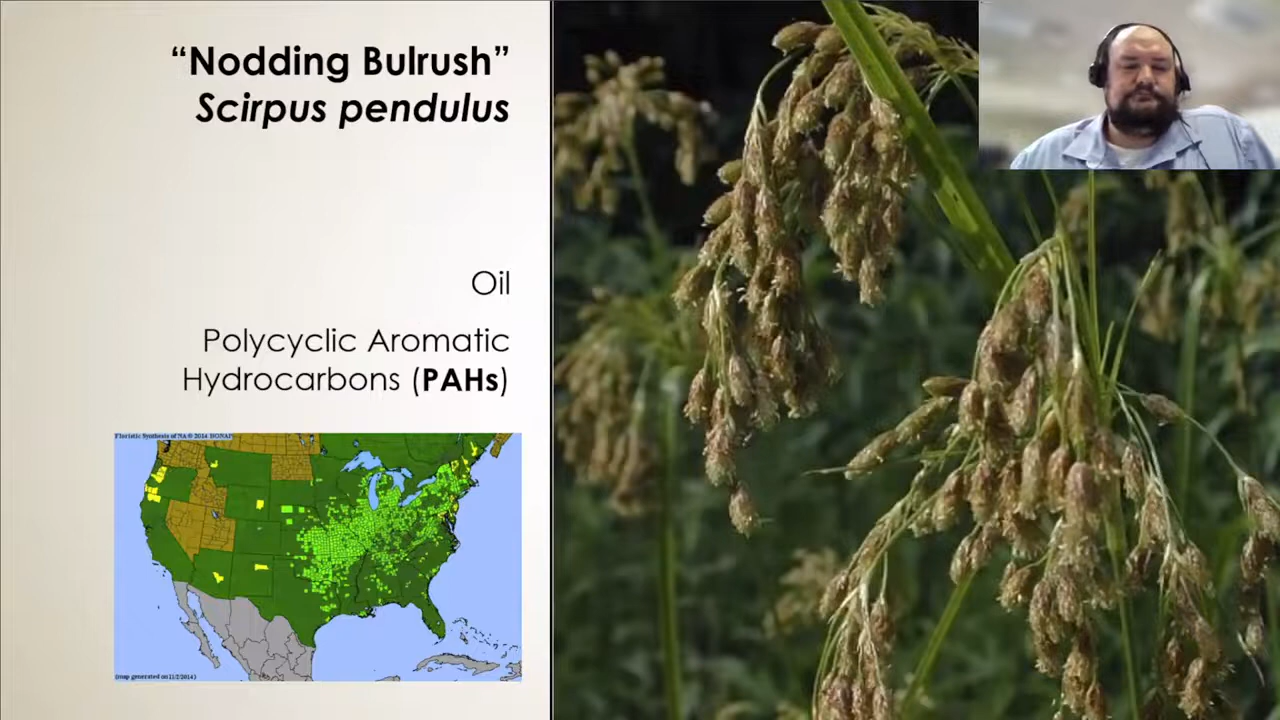 “Nodding Bulrush”
Scirpus pendulus
Oil
Polycyclic Aromatic
Hydrocarbons (PAHs)
Floristic Synthesis of NA © 2014 BONAP
(map generated on 11/2/2014)